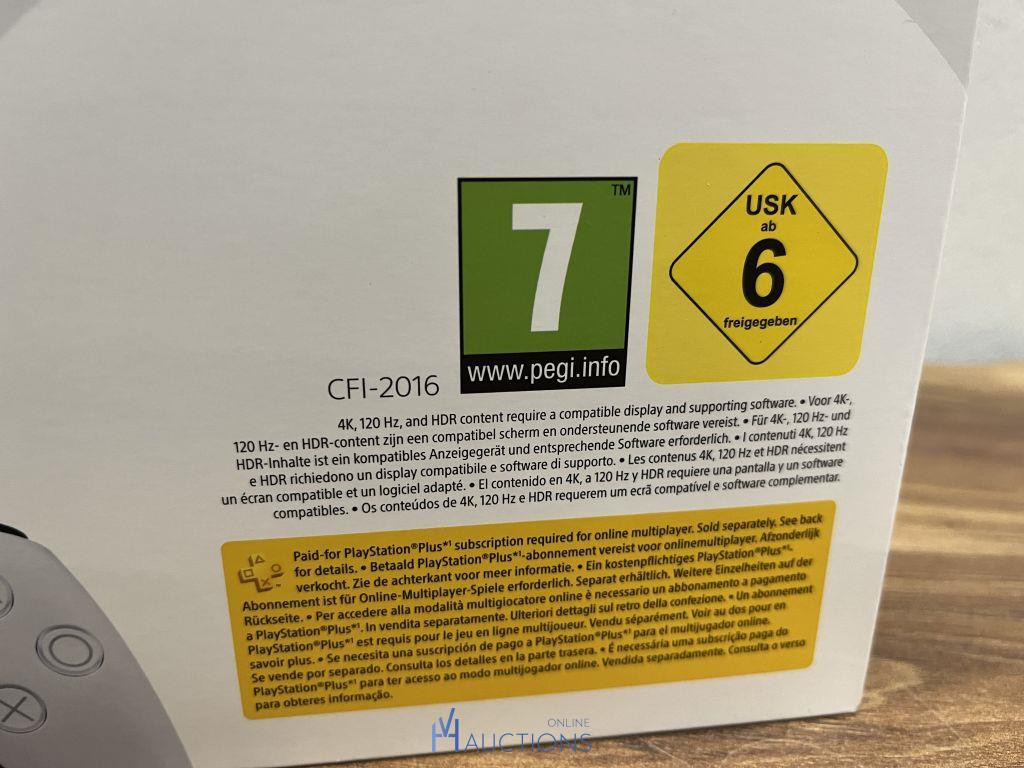 7
TM
www.pegi.info
USK
ab
6
freigegeben
CFI-2016
4K, 120 Hz, and HDR content require a compatible display and supporting software. • Voor 4K-,
120 Hz- en HDR-content zijn een compatibel scherm en ondersteunende software vereist. • Für 4K-, 120 Hz- und
HDR-Inhalte ist ein kompatibles Anzeigegerät und entsprechende Software erforderlich. • I contenuti 4K, 120 Hz
e HDR richiedono un display compatibile e software di supporto. • Les contenus 4K, 120 Hz et HDR nécessitent
un écran compatible et un logiciel adapté. • El contenido en 4K, a 120 Hz y HDR requiere una pantalla y un software
compatibles. • Os conteúdos de 4K, 120 Hz e HDR requerem um ecrã compatível e software complementar.
Paid-for PlayStation®Plus*¹ subscription required for online multiplayer. Sold separately. See back
for details. • Betaald PlayStation®Plus*¹-abonnement vereist voor onlinemultiplayer. Afzonderlijk
verkocht. Zie de achterkant voor meer informatie. • Ein kostenpflichtiges PlayStation®Plus*¹-
Abonnement ist für Online-Multiplayer-Spiele erforderlich. Separat erhältlich. Weitere Einzelheiten auf der
Rückseite. • Per accedere alla modalità multigiocatore online è necessario un abbonamento a pagamento
a PlayStation®Plus*¹. In vendita separatamente. Ulteriori dettagli sul retro della confezione. • Un abonnement
PlayStation®Plus*¹ est requis pour le jeu en ligne multijoueur. Vendu séparément. Voir au dos pour en
savoir plus. • Se necesita una suscripción de pago a PlayStation®Plus*¹ para el multijugador online.
Se vende por separado. Consulta los detalles en la parte trasera. • É necessária uma subscrição paga do
PlayStation®Plus*¹ para ter acesso ao modo multijogador online. Vendida separadamente. Consulta o verso
para obteres informação.
ONLINE
AUCTIONS